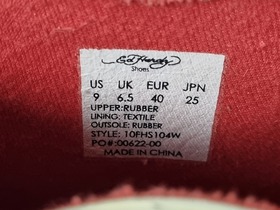 Ed Hardy
Shoes
US UK EUR JPN
9 6.5 40 25
UPPER:RUBBER
LINING: TEXTILE
OUTSOLE: RUBBER
STYLE: 10FHS104W
PO#:00622-00
MADE IN CHINA